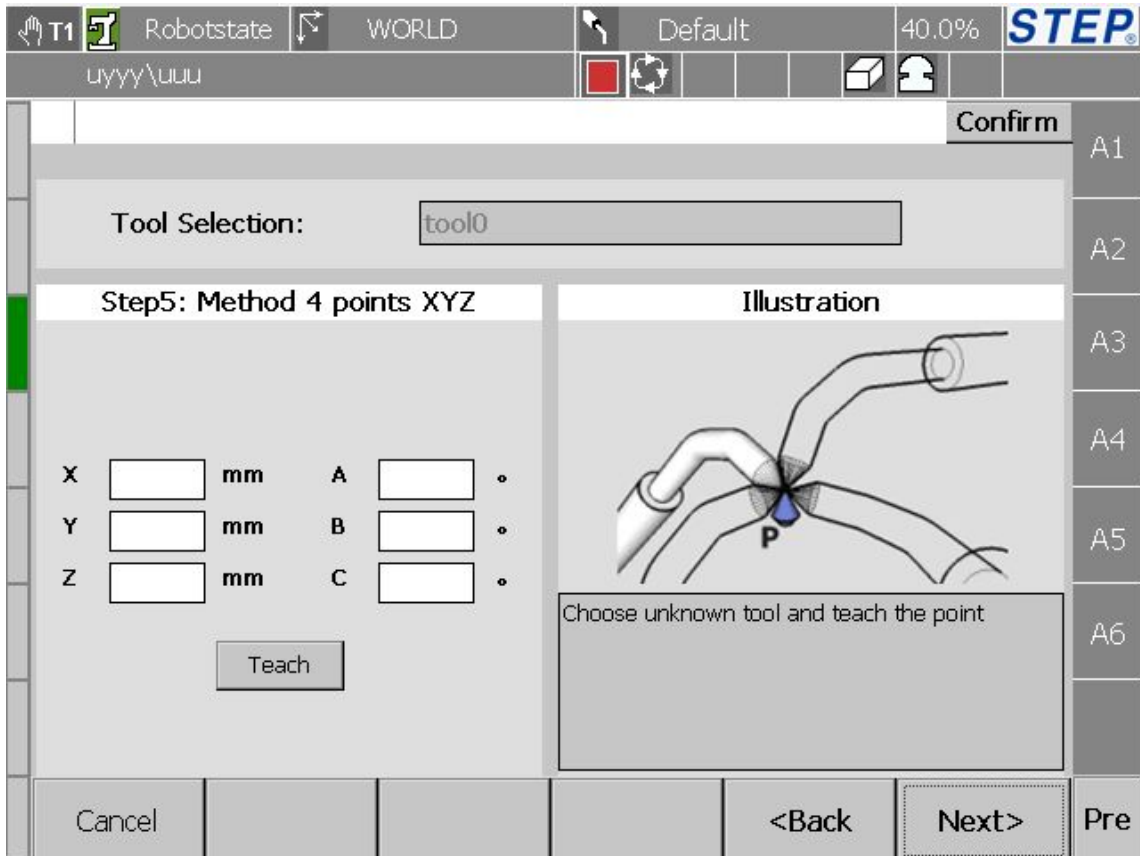 T1 Robotstate WORLD Default 40.0% STEP®
uyyy\uuu
Confirm
Tool Selection: tool0
Step5: Method 4 points XYZ
X mm A °
Y mm B °
Z mm C °
Teach
Illustration
P
Choose unknown tool and teach the point
A1
A2
A3
A4
A5
A6
Cancel <Back Next> Pre